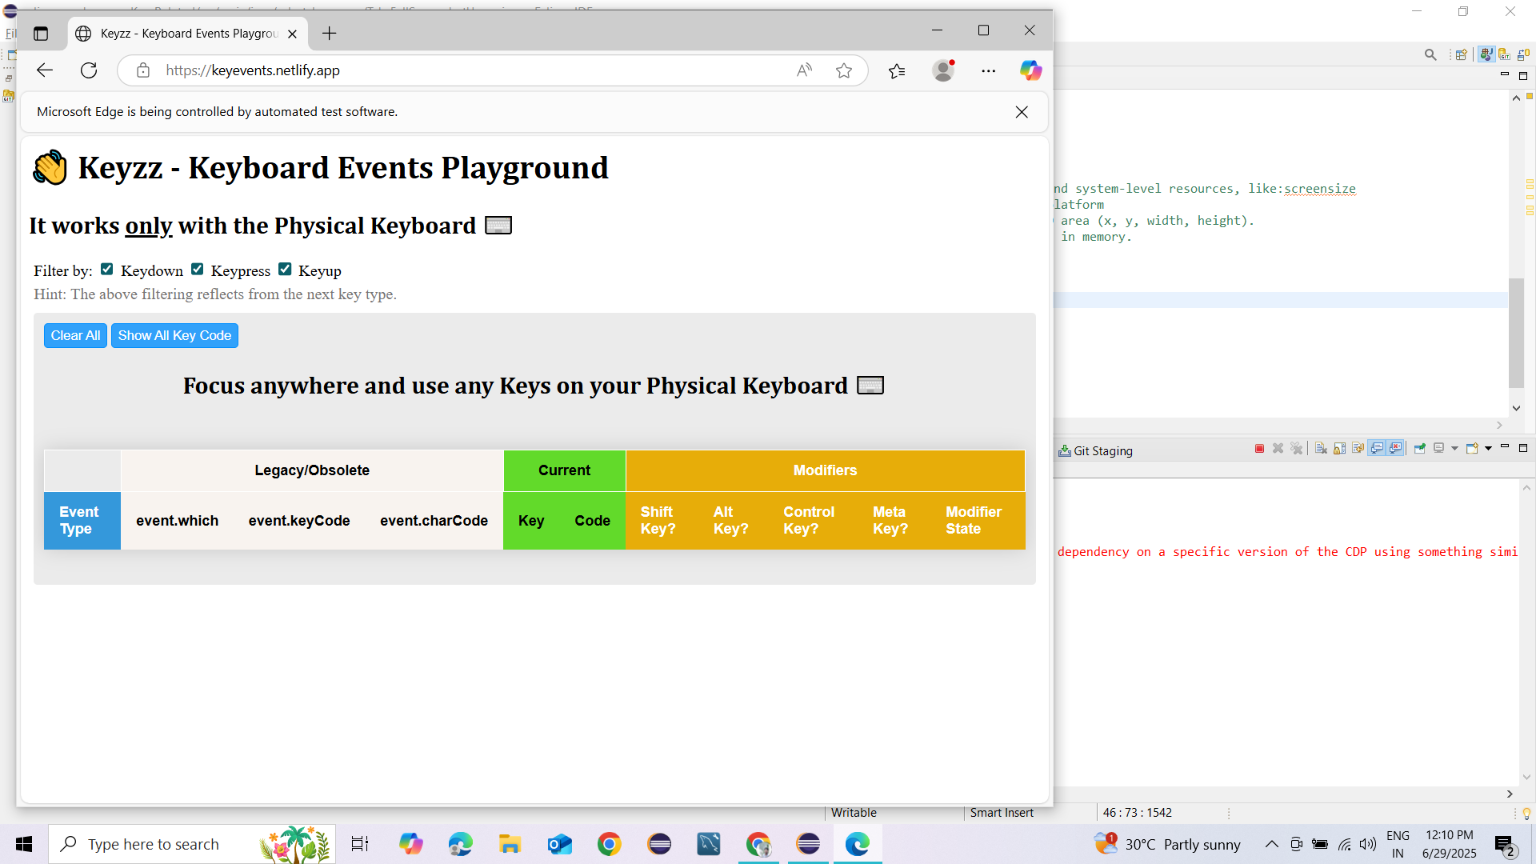 Keyzz - Keyboard Events Playgrou
https://keyevents.netlify.app
Microsoft Edge is being controlled by automated test software.
👋 Keyzz - Keyboard Events Playground
It works only with the Physical Keyboard ⌨️
Filter by: Keydown Keypress Keyup
Hint: The above filtering reflects from the next key type.
Clear All Show All Key Code
Focus anywhere and use any Keys on your Physical Keyboard ⌨️
Legacy/Obsolete Current Modifiers
Event Type event.which event.keyCode event.charCode Key Code Shift Key? Alt Key? Control Key? Meta Key? Modifier State
nd system-level resources, like:screensize
latform
area (x, y, width, height).
in memory.
Git Staging
dependency on a specific version of the CDP using something simi
Writable Smart Insert 46 : 73 : 1542
Type here to search
30°C Partly sunny
ENG
IN
12:10 PM
6/29/2025
2